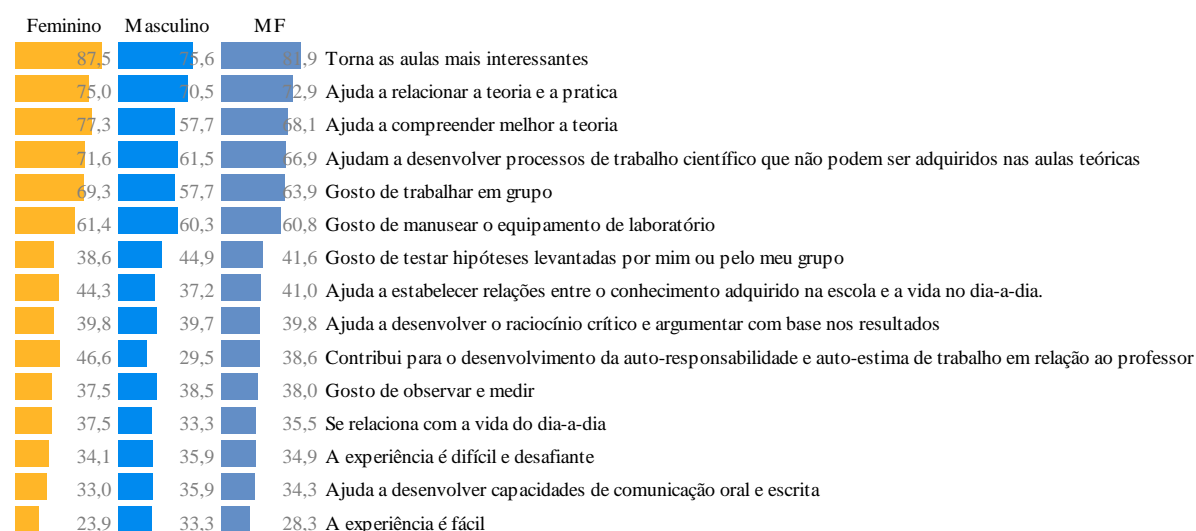 Feminino Masculino MF
87,5 75,6 81,9 Torna as aulas mais interessantes
75,0 70,5 72,9 Ajuda a relacionar a teoria e a pratica
77,3 57,7 68,1 Ajuda a compreender melhor a teoria
71,6 61,5 66,9 Ajudam a desenvolver processos de trabalho científico que não podem ser adquiridos nas aulas teóricas
69,3 57,7 63,9 Gosto de trabalhar em grupo
61,4 60,3 60,8 Gosto de manusear o equipamento de laboratório
38,6 44,9 41,6 Gosto de testar hipóteses levantadas por mim ou pelo meu grupo
44,3 37,2 41,0 Ajuda a estabelecer relações entre o conhecimento adquirido na escola e a vida no dia-a-dia.
39,8 39,7 39,8 Ajuda a desenvolver o raciocínio crítico e argumentar com base nos resultados
46,6 29,5 38,6 Contribui para o desenvolvimento da auto-responsabilidade e auto-estima de trabalho em relação ao professor
37,5 38,5 38,0 Gosto de observar e medir
37,5 33,3 35,5 Se relaciona com a vida do dia-a-dia
34,1 35,9 34,9 A experiência é difícil e desafiante
33,0 35,9 34,3 Ajuda a desenvolver capacidades de comunicação oral e escrita
23,9 33,3 28,3 A experiência é fácil